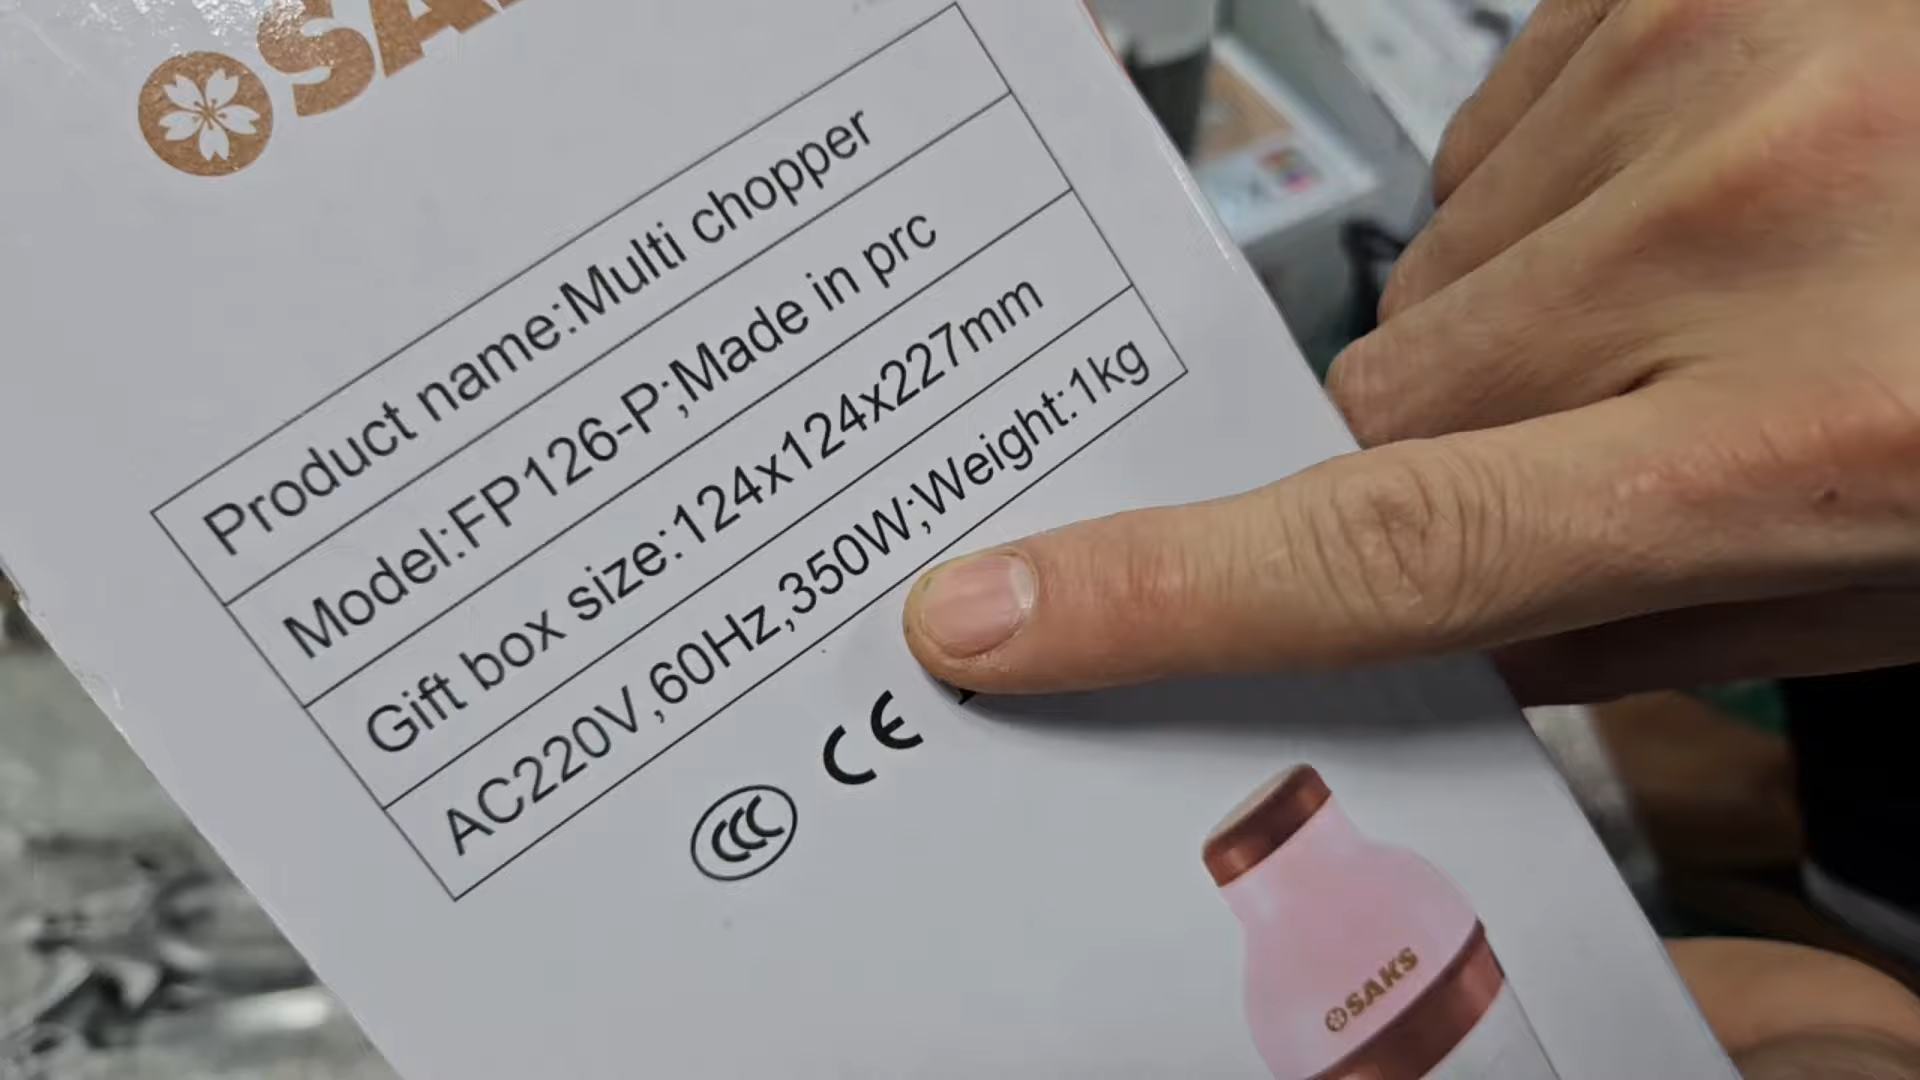 SA
Product name:Multi chopper
Model:FP126-P;Made in prc
Gift box size:124x124x227mm
AC220V,60Hz,350W;Weight:1kg
CCC CE
SAKS